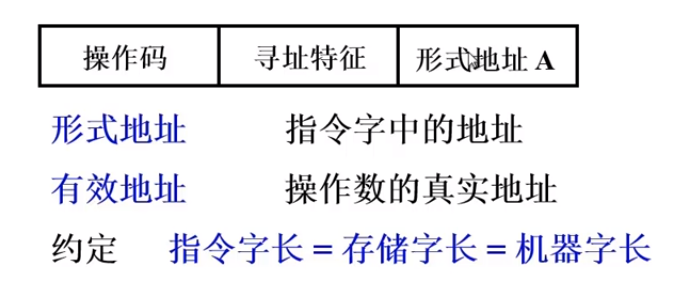 操作码 寻址特征 形式地址 A
形式地址 指令字中的地址
有效地址 操作数的真实地址
约定 指令字长 = 存储字长 = 机器字长